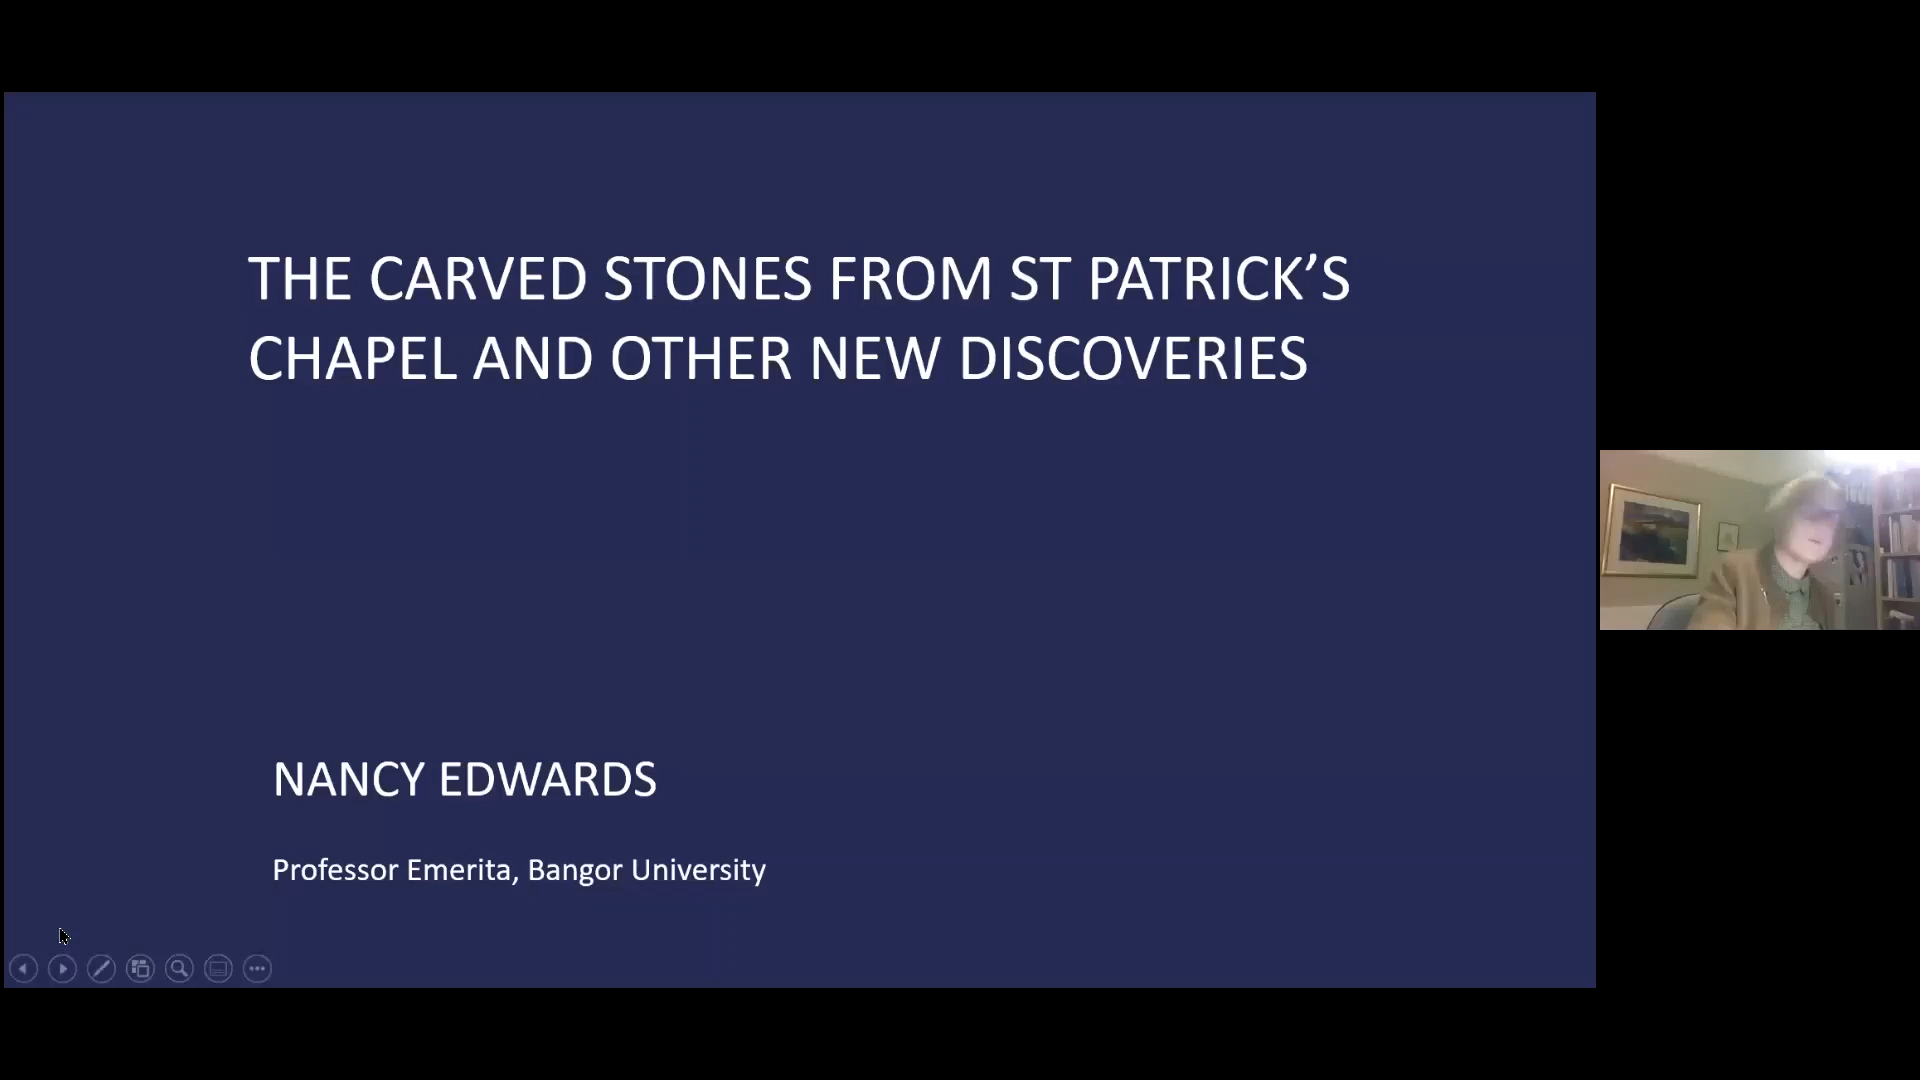 THE CARVED STONES FROM ST PATRICK’S
CHAPEL AND OTHER NEW DISCOVERIES
NANCY EDWARDS
Professor Emerita, Bangor University